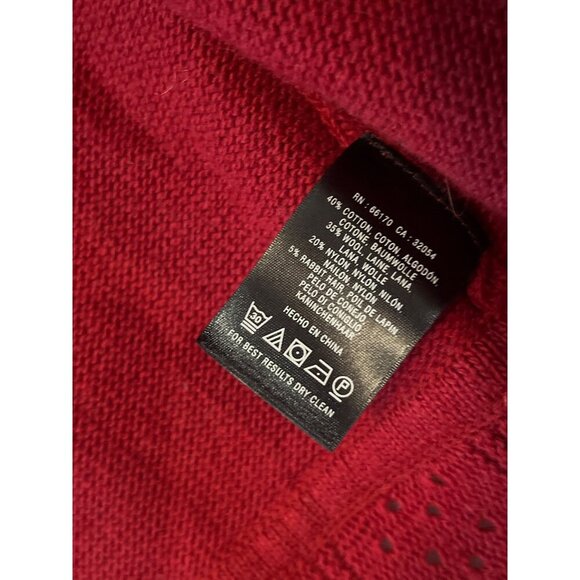 RN : 66170 CA : 32054
40% COTTON, COTON, ALGODÓN,
COTONE, BAUMWOLLE
35% WOOL, LAINE, LANA,
LANA, WOLLE
20% NYLON, NYLON, NILÓN,
NAILON, NYLON
5% RABBIT HAIR, POIL DE LAPIN,
PELO DE CONEJO,
PELO DI CONIGLIO
KANINCHENHAAR
HECHO EN CHINA
30 P
FOR BEST RESULTS DRY CLEAN